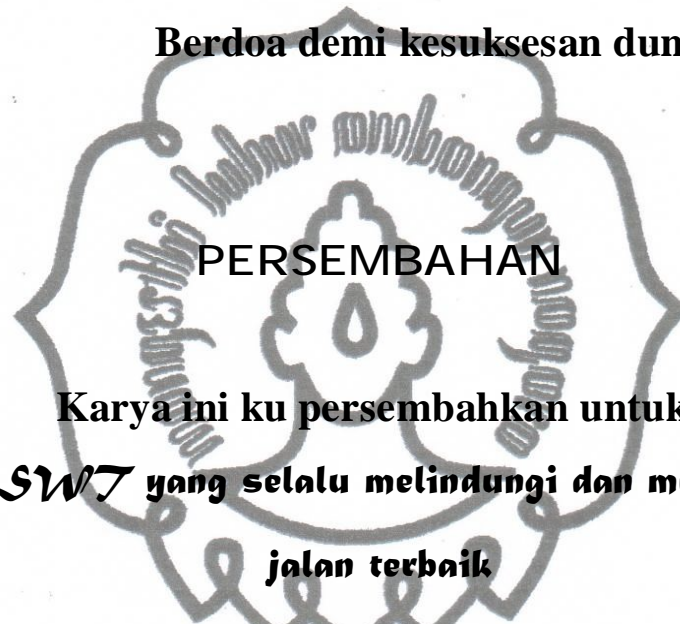 Berdoa demi kesuksesan dun
PERSEMBAHAN
Karya ini ku persembahkan untuk
SWT yang selalu melindungi dan m
jalan terbaik